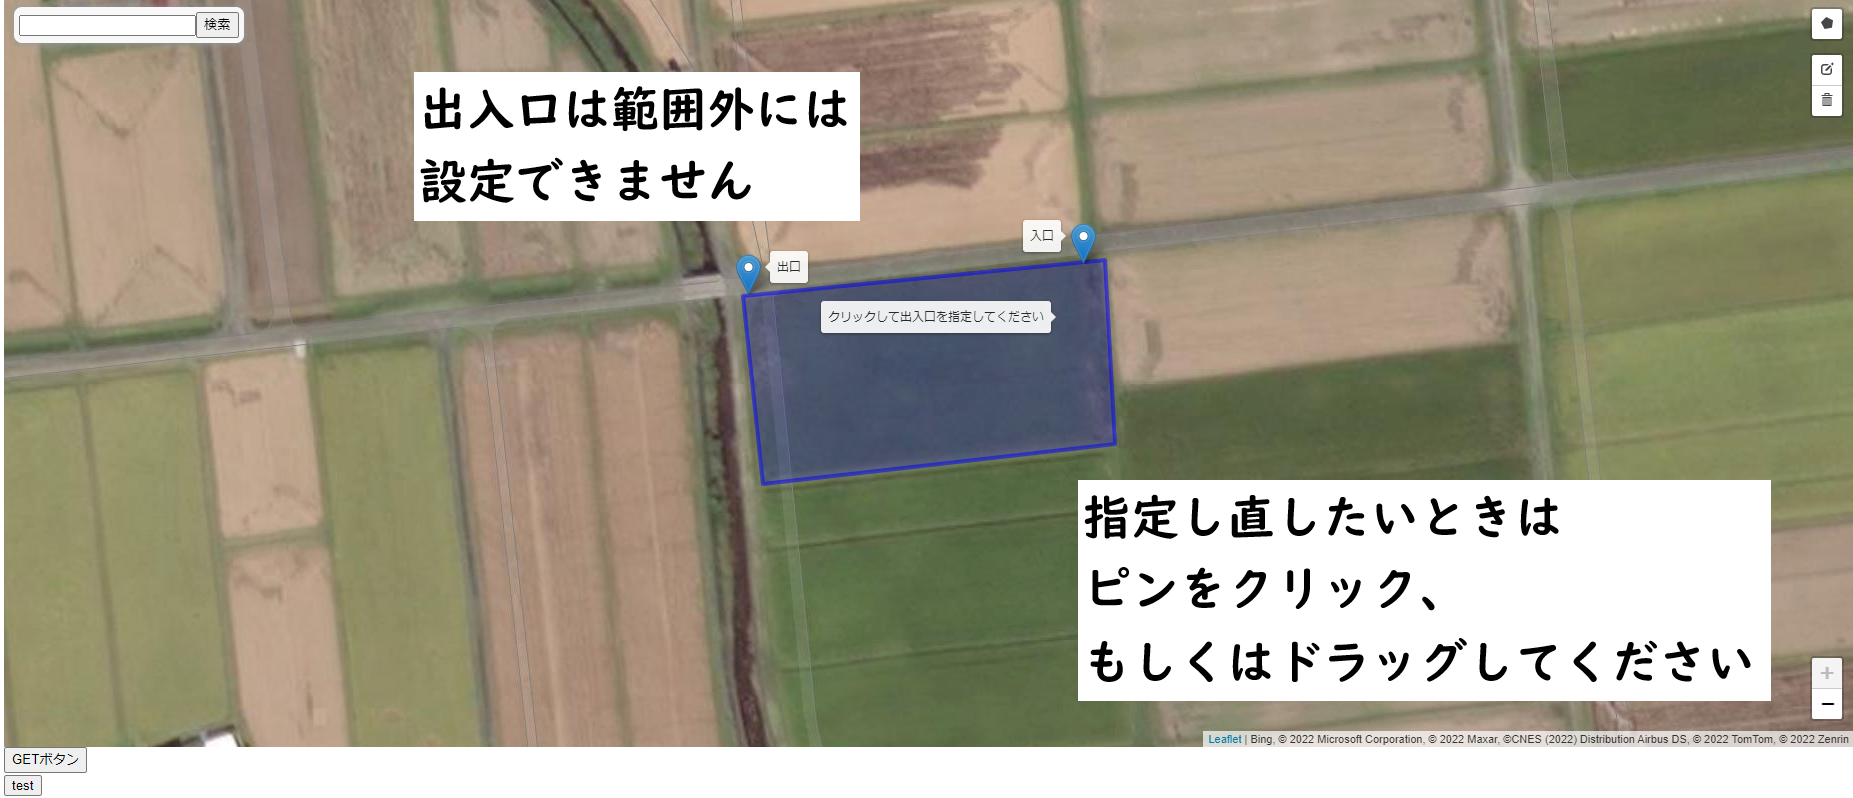 検索
出入口は範囲外には
設定できません
入口
出口
クリックして出入口を指定してください
指定し直したいときは
ピンをクリック、
もしくはドラッグしてください
+
−
Leaflet | Bing, © 2022 Microsoft Corporation, © 2022 Maxar, ©CNES (2022) Distribution Airbus DS, © 2022 TomTom, © 2022 Zenrin
GETボタン
test